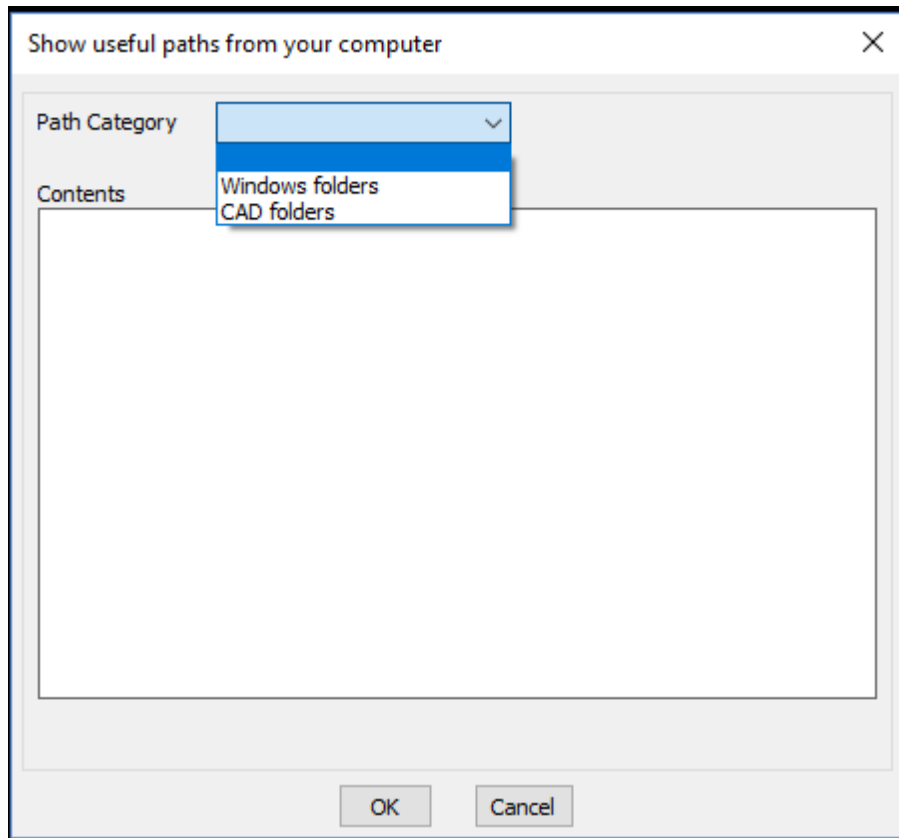 Show useful paths from your computer
Path Category
Windows folders
Contents
CAD folders
OK
Cancel